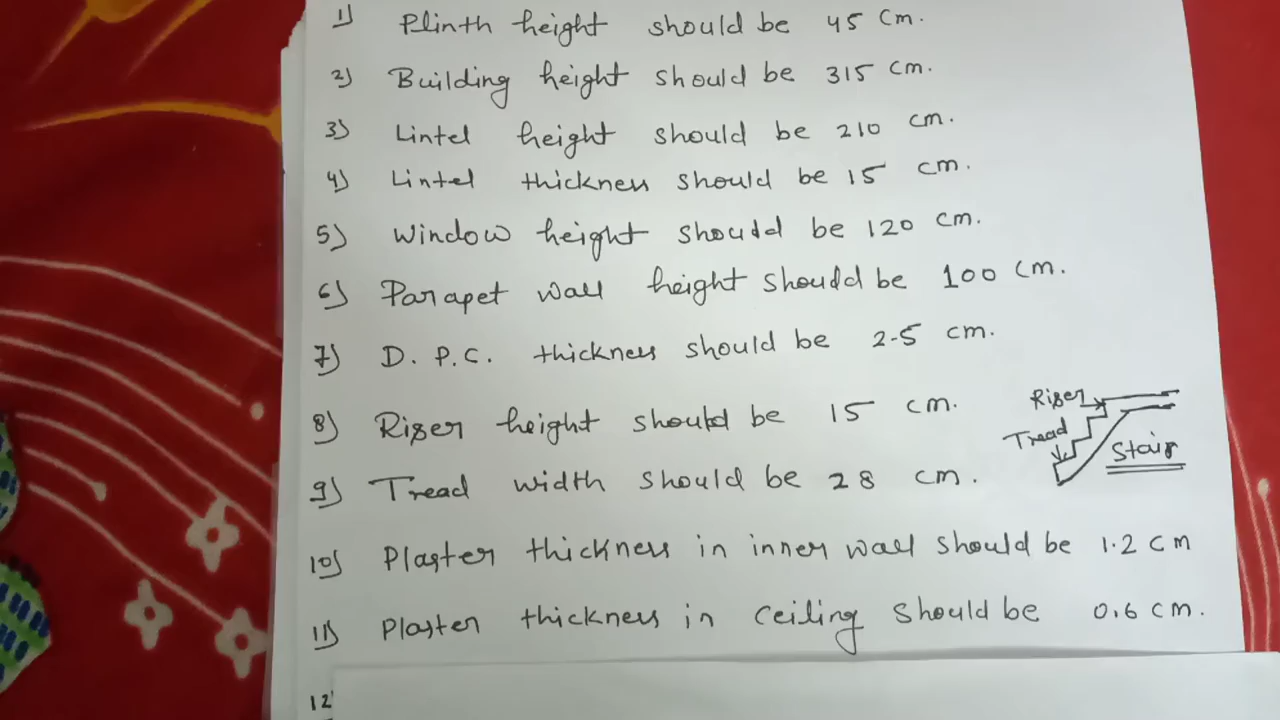 1) Plinth height should be 45 cm.
2) Building height should be 315 cm.
3) Lintel height should be 210 cm.
4) Lintel thickness should be 15 cm.
5) Window height should be 120 cm.
6) Parapet wall height should be 100 cm.
7) D. P.C. thickness should be 2.5 cm.
8) Riser height should be 15 cm.
Riser
Tread
Stair
9) Tread width should be 28 cm.
10) Plaster thickness in inner wall should be 1.2 cm
11) Plaster thickness in ceiling should be 0.6 cm.
12